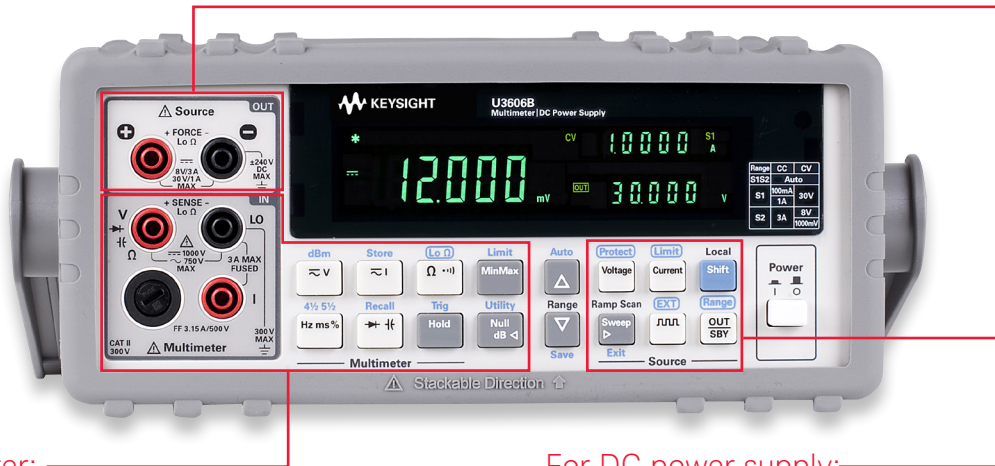 Source OUT
+ FORCE -
Lo Ω
8V/3A
30V/1A
MAX
±240 V
DC
MAX
+ SENSE - IN
Lo Ω
V LO
Ω
1000V
750V
MAX
3A MAX
FUSED
I
FF 3.15 A/500 V
300 V
MAX
CAT II
300V
Multimeter
KEYSIGHT
U3606B
Multimeter|DC Power Supply
*
12.000 mV
CV 1.0000 S1 A
OUT 30.000 V
Range CC CV
S1S2 Auto
S1 100mA 30V
1A
S2 3A 8V
1000mV
dBm Store Lo Ω Limit Auto Protect Limit Local
V I Ω MinMax Voltage Current Shift
Power
I O
4½ 5½ Recall Trig Utility Range Ramp Scan EXT Range
Hz ms% Hold Null dB Sweep OUT SBY
Save Exit
Multimeter Source
Stackable Direction
er:
For DC power supply: